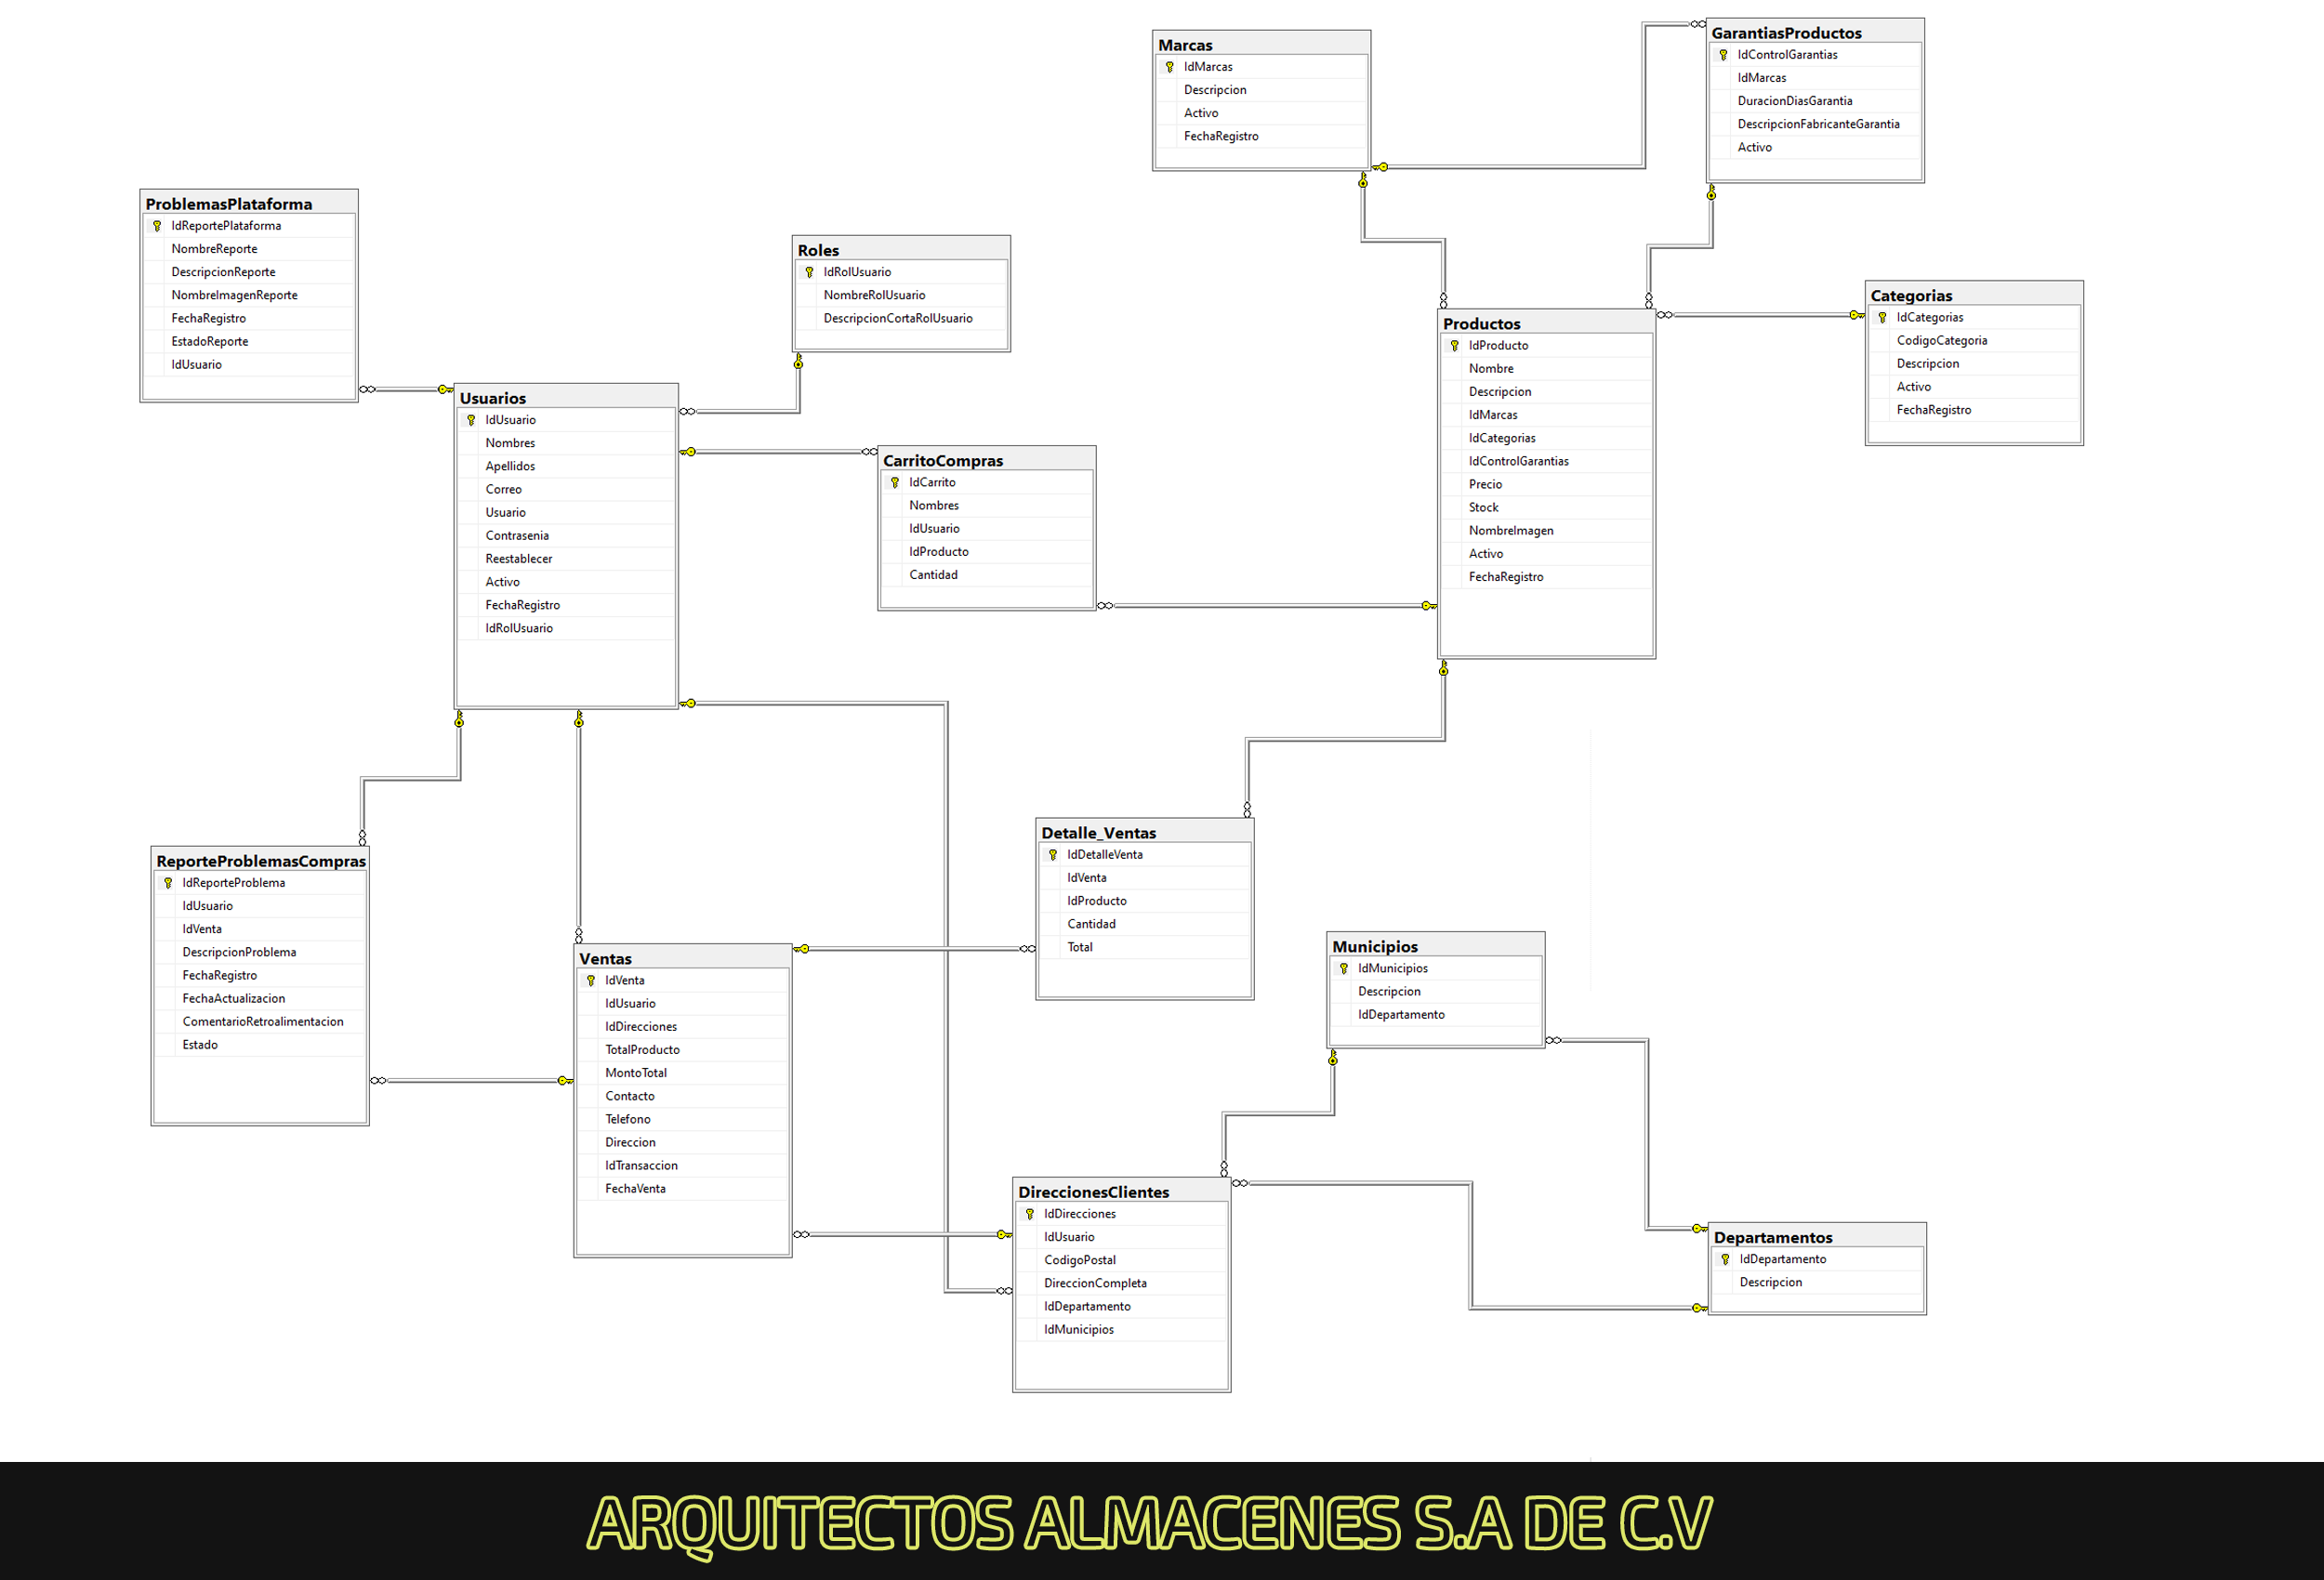 Marcas
IdMarcas
Descripcion
Activo
FechaRegistro
GarantiasProductos
IdControlGarantias
IdMarcas
DuracionDiasGarantia
DescripcionFabricanteGarantia
Activo
ProblemasPlataforma
IdReportePlataforma
NombreReporte
DescripcionReporte
NombreImagenReporte
FechaRegistro
EstadoReporte
IdUsuario
Roles
IdRolUsuario
NombreRolUsuario
DescripcionCortaRolUsuario
Categorias
IdCategorias
CodigoCategoria
Descripcion
Activo
FechaRegistro
Productos
IdProducto
Nombre
Descripcion
IdMarcas
IdCategorias
IdControlGarantias
Precio
Stock
NombreImagen
Activo
FechaRegistro
Usuarios
IdUsuario
Nombres
Apellidos
Correo
Usuario
Contrasenia
Reestablecer
Activo
FechaRegistro
IdRolUsuario
CarritoCompras
IdCarrito
Nombres
IdUsuario
IdProducto
Cantidad
Detalle_Ventas
IdDetalleVenta
IdVenta
IdProducto
Cantidad
Total
ReporteProblemasCompras
IdReporteProblema
IdUsuario
IdVenta
DescripcionProblema
FechaRegistro
FechaActualizacion
ComentarioRetroalimentacion
Estado
Ventas
IdVenta
IdUsuario
IdDirecciones
TotalProducto
MontoTotal
Contacto
Telefono
Direccion
IdTransaccion
FechaVenta
Municipios
IdMunicipios
Descripcion
IdDepartamento
DireccionesClientes
IdDirecciones
IdUsuario
CodigoPostal
DireccionCompleta
IdDepartamento
IdMunicipios
Departamentos
IdDepartamento
Descripcion
ARQUITECTOS ALMACENES S.A DE C.V